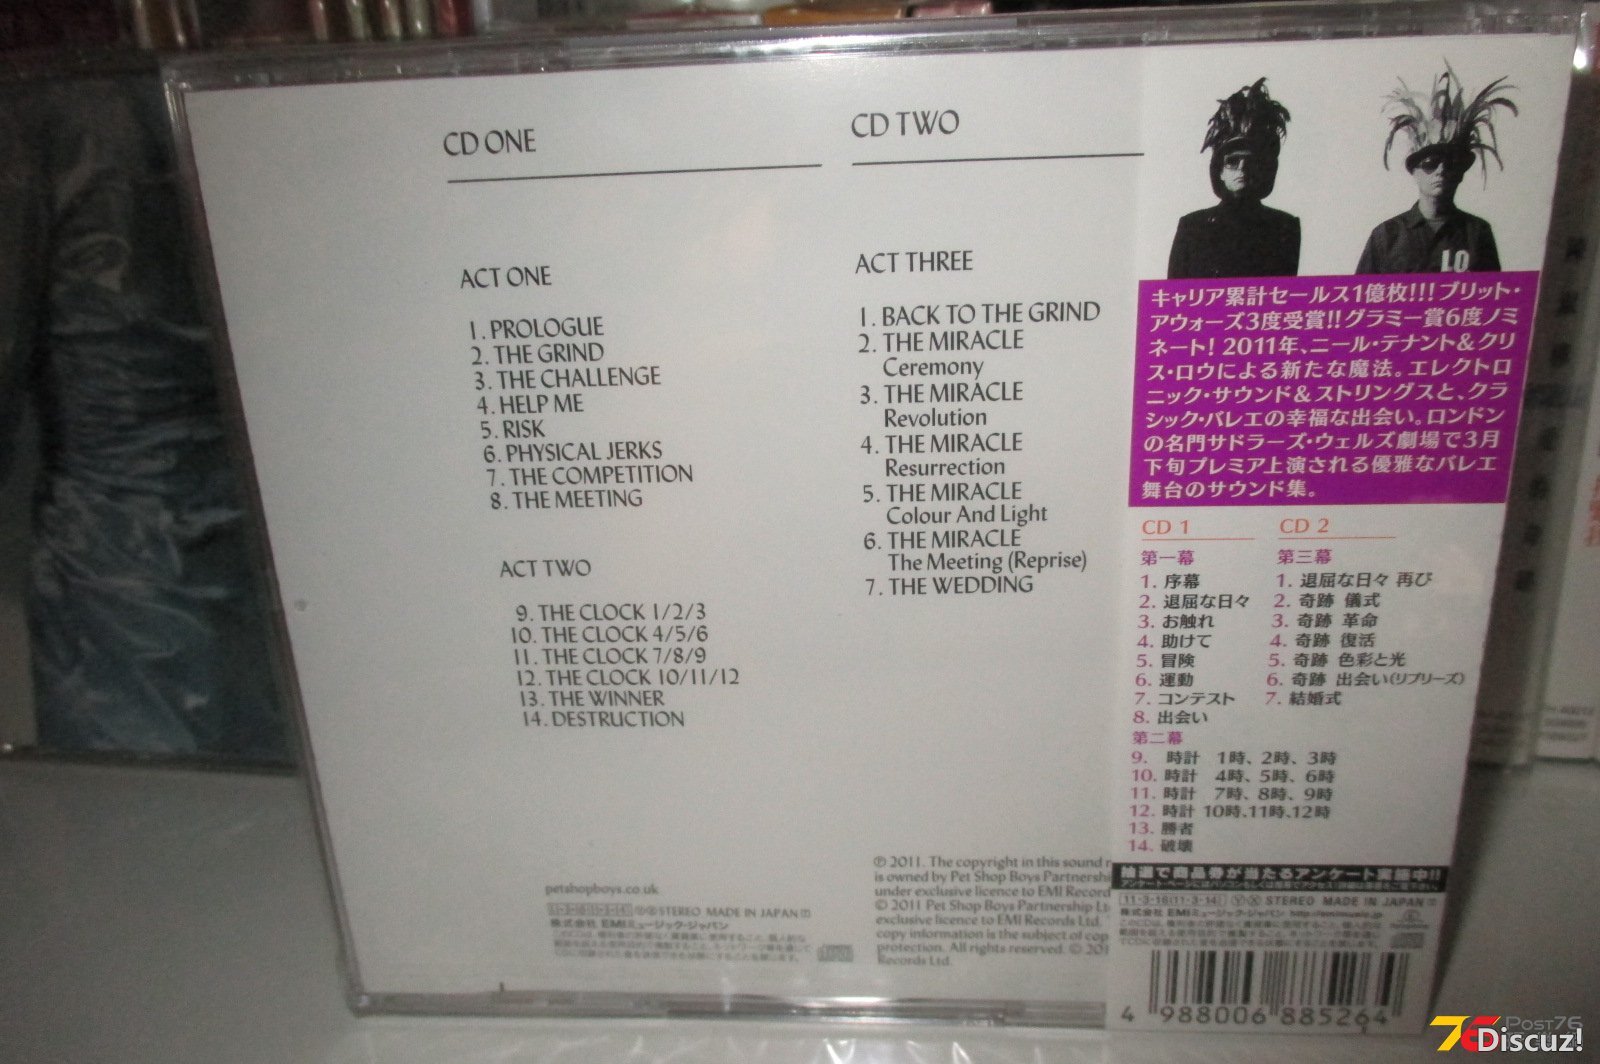 CD ONE
ACT ONE
1. PROLOGUE
2. THE GRIND
3. THE CHALLENGE
4. HELP ME
5. RISK
6. PHYSICAL JERKS
7. THE COMPETITION
8. THE MEETING
ACT TWO
9. THE CLOCK 1/2/3
10. THE CLOCK 4/5/6
11. THE CLOCK 7/8/9
12. THE CLOCK 10/11/12
13. THE WINNER
14. DESTRUCTION
petshopboys.co.uk
STEREO MADE IN JAPAN
株式会社 EMIミュージック・ジャパン
CD TWO
ACT THREE
1. BACK TO THE GRIND
2. THE MIRACLE
Ceremony
3. THE MIRACLE
Revolution
4. THE MIRACLE
Resurrection
5. THE MIRACLE
Colour And Light
6. THE MIRACLE
The Meeting (Reprise)
7. THE WEDDING
℗ 2011. The copyright in this sound
is owned by Pet Shop Boys Partnership
under exclusive licence to EMI Record
© 2011 Pet Shop Boys Partnership
exclusive licence to EMI Records Ltd.
copy information is the subject of
protection. All rights reserved. ©
Records Ltd.
LO
キャリア累計セールス1億枚!!!ブリット・
アウォーズ3度受賞!!グラミー賞6度ノミ
ネート! 2011年、ニール・テナント&クリ
ス・ロウによる新たな魔法。エレクトロ
ニック・サウンド&ストリングスと、クラ
シック・バレエの幸福な出会い。ロンドン
の名門サドラーズ・ウェルズ劇場で3月
下旬プレミア上演される優雅なバレエ
舞台のサウンド集。
CD 1
第一幕
1. 序幕
2. 退屈な日々
3. お触れ
4. 助けて
5. 冒険
6. 運動
7. コンテスト
8. 出会い
第二幕
9. 時計 1時、2時、3時
10. 時計 4時、5時、6時
11. 時計 7時、8時、9時
12. 時計 10時、11時、12時
13. 勝者
14. 破壊
CD 2
第三幕
1. 退屈な日々 再び
2. 奇跡 儀式
3. 奇跡 革命
4. 奇跡 復活
5. 奇跡 色彩と光
6. 奇跡 出会い(リプリーズ)
7. 結婚式
抽選で商品券が当たるアンケート実施中!!
11-3-16(11-3-14) STEREO MADE IN JAPAN
株式会社 EMIミュージック・ジャパン http://emimusic.jp
4 988006 885264
Post76
76 Discuz!